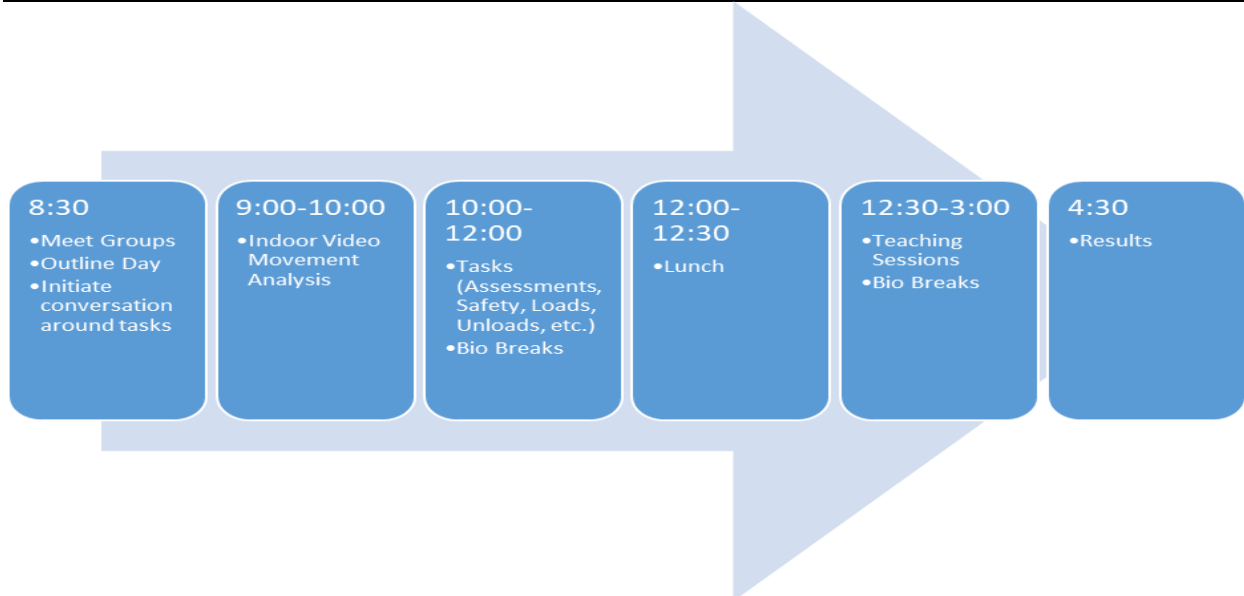 8:30
•Meet Groups
•Outline Day
•Initiate
conversation
around tasks
9:00-10:00
•Indoor Video
Movement
Analysis
10:00-
12:00
•Tasks
(Assessments,
Safety, Loads,
Unloads, etc.)
•Bio Breaks
12:00-
12:30
•Lunch
12:30-3:00
•Teaching
Sessions
•Bio Breaks
4:30
•Results